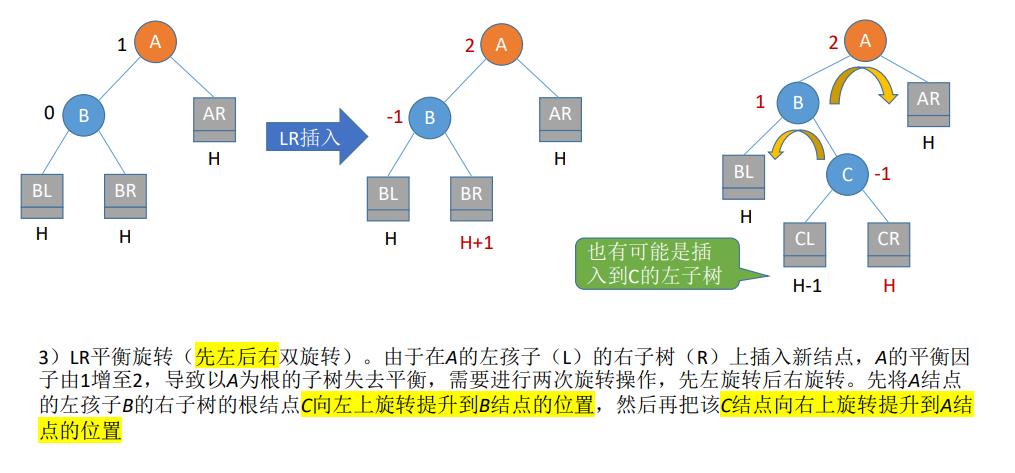 1
A
0
B
AR
H
BL
BR
H
H
LR插入
2
A
-1
B
AR
H
BL
BR
H
H+1
2
A
1
B
AR
H
BL
C
-1
H
CL
CR
H-1
H
也有可能是插
入到C的左子树
3）LR平衡旋转（先左后右双旋转）。由于在A的左孩子（L）的右子树（R）上插入新结点，A的平衡因
子由1增至2，导致以A为根的子树失去平衡，需要进行两次旋转操作，先左旋转后右旋转。先将A结点
的左孩子B的右子树的根结点C向左上旋转提升到B结点的位置，然后再把该C结点向右上旋转提升到A结
点的位置